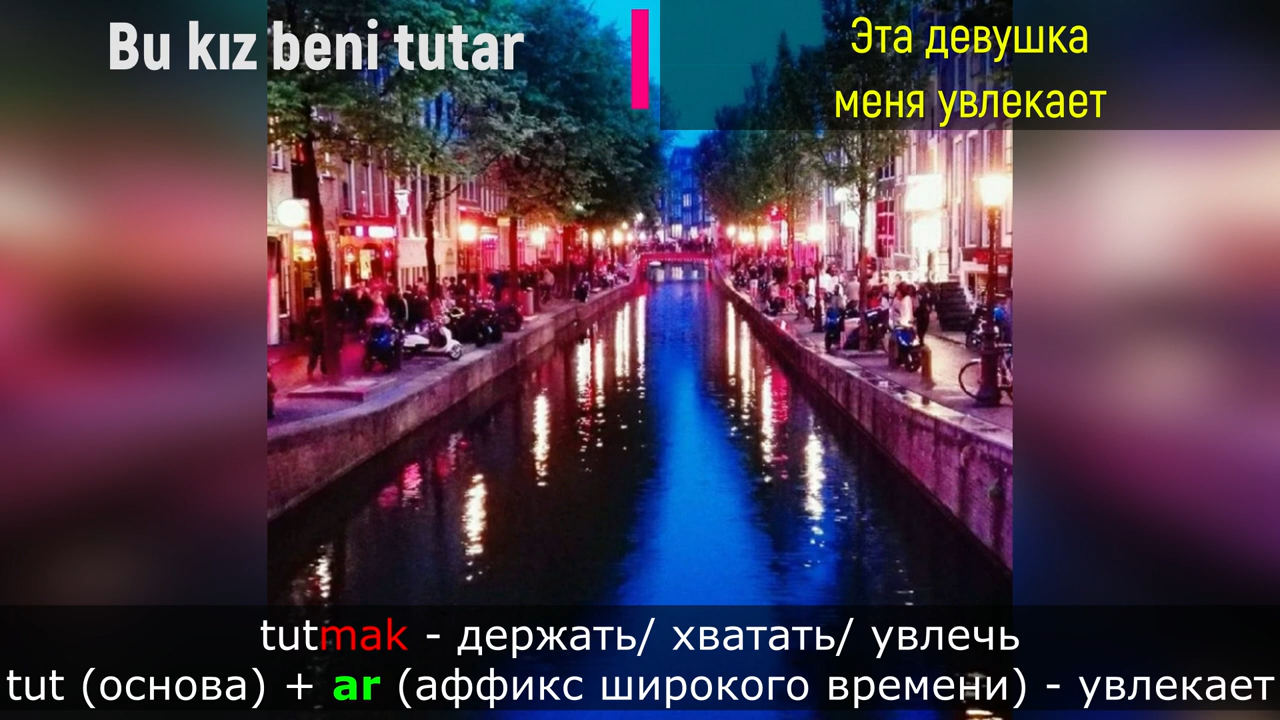 Bu kız beni tutar
Эта девушка
меня увлекает
tutmak - держать/ хватать/ увлечь
tut (основа) + ar (аффикс широкого времени) - увлекает